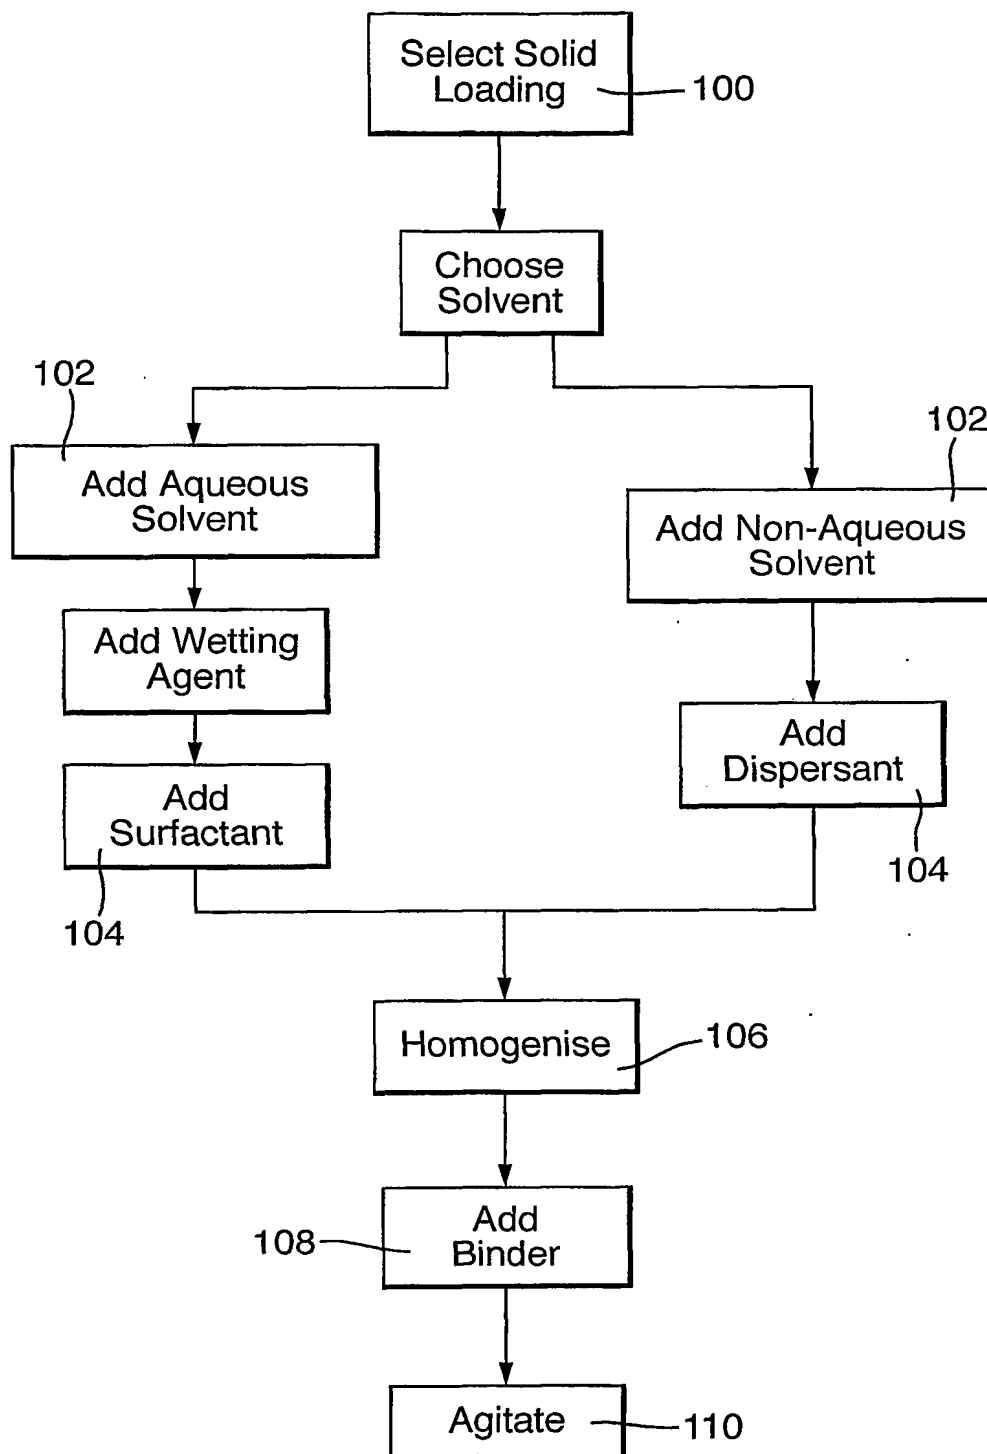 Select Solid
Loading
100
Choose
Solvent
102
Add Aqueous
Solvent
102
Add Non-Aqueous
Solvent
Add Wetting
Agent
Add
Dispersant
104
Add
Surfactant
104
Homogenise
106
108
Add
Binder
Agitate
110